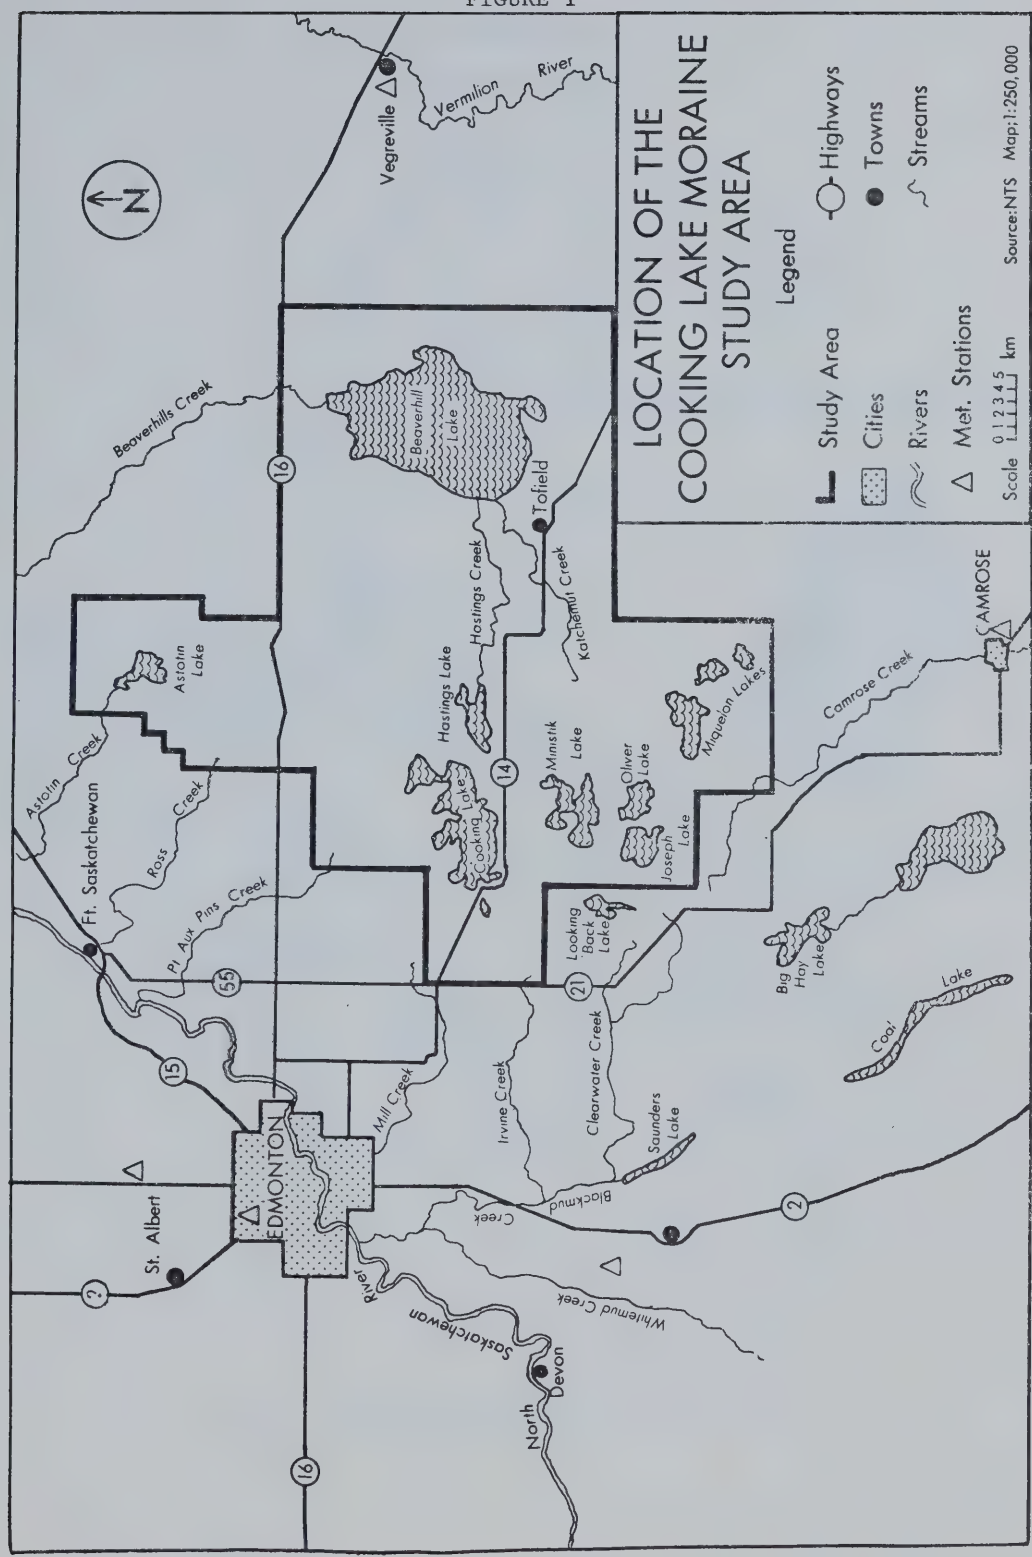 FIGURE 1
N
Vegreville
Vermilion River
Beaverhills Creek
16
Beaverhill
Lake
Tofield
Hastings Creek
Katchemut Creek
Astotin
Lake
Astotin Creek
Hastings Lake
Cooking Lake
14
Ministik
Lake
Oliver
Lake
Joseph
Lake
Miquelon Lakes
Camrose Creek
CAMROSE
Ft. Saskatchewan
Ross Creek
Pt Aux Pins Creek
55
15
Looking
Back
Lake
21
Big
Hay
Lake
Coal Lake
Mill Creek
Irvine Creek
Clearwater Creek
Saunders
Lake
Blackmud
Creek
2
Whitemud Creek
EDMONTON
St. Albert
2
16
North Saskatchewan River
Devon
LOCATION OF THE
COOKING LAKE MORAINE
STUDY AREA
Legend
Study Area
Highways
Cities
Towns
Rivers
Streams
Met. Stations
Scale 0 1 2 3 4 5 km
Source:NTS Map;1:250,000